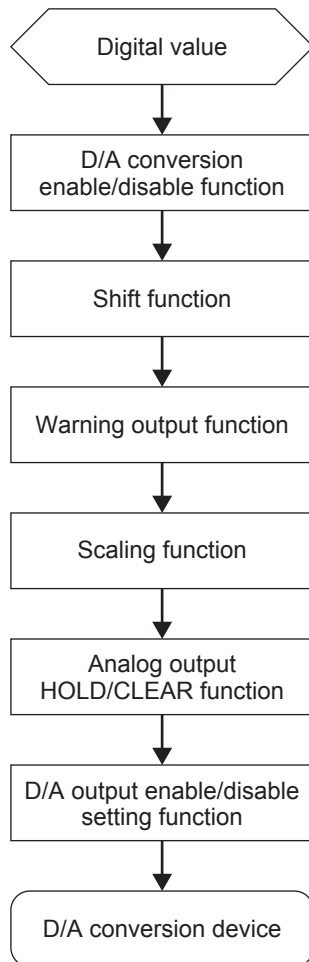 Digital value
D/A conversion
enable/disable function
Shift function
Warning output function
Scaling function
Analog output
HOLD/CLEAR function
D/A output enable/disable
setting function
D/A conversion device